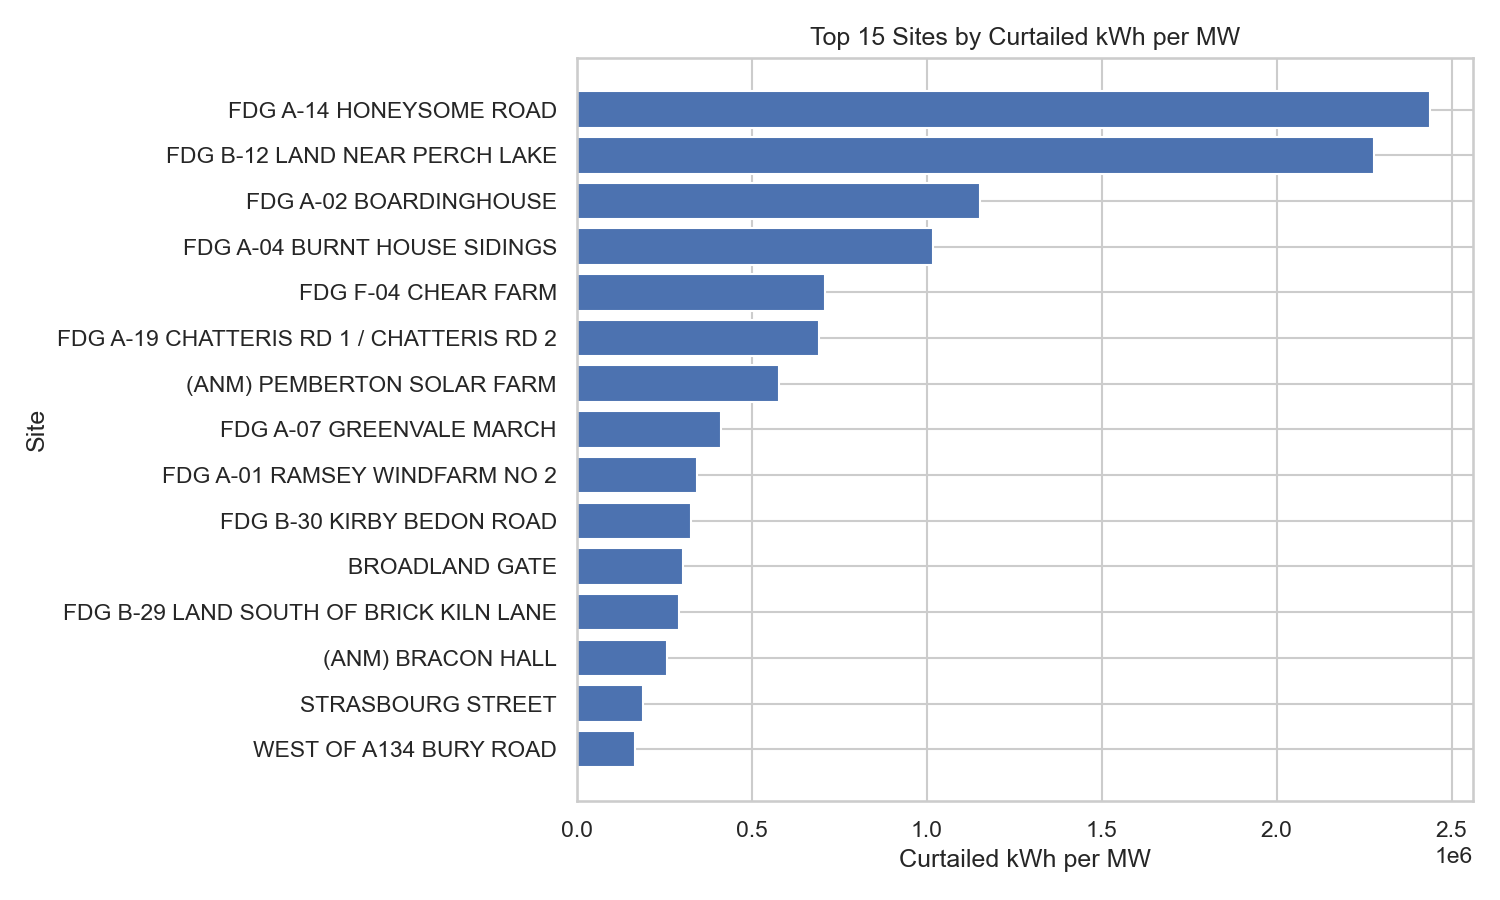 Top 15 Sites by Curtailed kWh per MW
FDG A-14 HONEYSOME ROAD
FDG B-12 LAND NEAR PERCH LAKE
FDG A-02 BOARDINGHOUSE
FDG A-04 BURNT HOUSE SIDINGS
FDG F-04 CHEAR FARM
FDG A-19 CHATTERIS RD 1 / CHATTERIS RD 2
(ANM) PEMBERTON SOLAR FARM
FDG A-07 GREENVALE MARCH
FDG A-01 RAMSEY WINDFARM NO 2
FDG B-30 KIRBY BEDON ROAD
BROADLAND GATE
FDG B-29 LAND SOUTH OF BRICK KILN LANE
(ANM) BRACON HALL
STRASBOURG STREET
WEST OF A134 BURY ROAD
Site
0.0 0.5 1.0 1.5 2.0 2.5
1e6
Curtailed kWh per MW